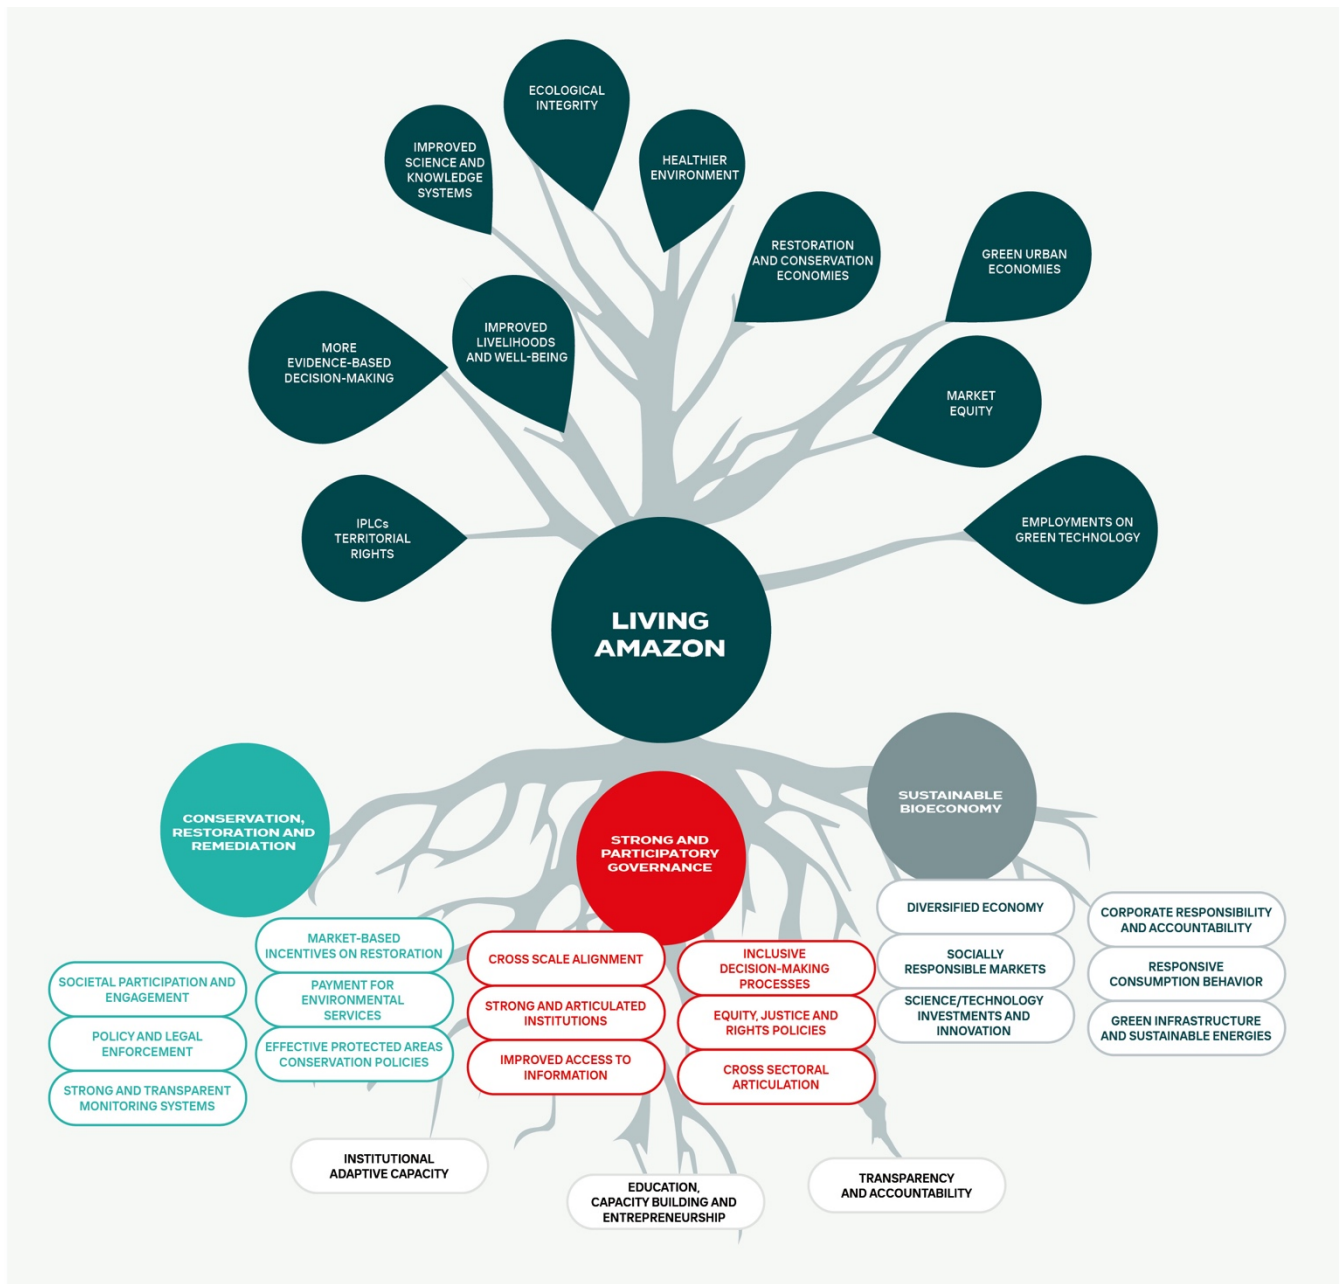 ECOLOGICAL
INTEGRITY
IMPROVED
SCIENCE AND
KNOWLEDGE
SYSTEMS
HEALTHIER
ENVIRONMENT
RESTORATION
AND CONSERVATION
ECONOMIES
GREEN URBAN
ECONOMIES
MORE
EVIDENCE-BASED
DECISION-MAKING
IMPROVED
LIVELIHOODS
AND WELL-BEING
MARKET
EQUITY
IPLCs
TERRITORIAL
RIGHTS
EMPLOYMENTS ON
GREEN TECHNOLOGY
LIVING
AMAZON
CONSERVATION,
RESTORATION AND
REMEDIATION
STRONG AND
PARTICIPATORY
GOVERNANCE
SUSTAINABLE
BIOECONOMY
SOCIETAL PARTICIPATION AND
ENGAGEMENT
POLICY AND LEGAL
ENFORCEMENT
STRONG AND TRANSPARENT
MONITORING SYSTEMS
MARKET-BASED
INCENTIVES ON RESTORATION
PAYMENT FOR
ENVIRONMENTAL
SERVICES
EFFECTIVE PROTECTED AREAS
CONSERVATION POLICIES
CROSS SCALE ALIGNMENT
STRONG AND ARTICULATED
INSTITUTIONS
IMPROVED ACCESS TO
INFORMATION
INCLUSIVE
DECISION-MAKING
PROCESSES
EQUITY, JUSTICE AND
RIGHTS POLICIES
CROSS SECTORAL
ARTICULATION
DIVERSIFIED ECONOMY
SOCIALLY
RESPONSIBLE MARKETS
SCIENCE/TECHNOLOGY
INVESTMENTS AND
INNOVATION
CORPORATE RESPONSIBILITY
AND ACCOUNTABILITY
RESPONSIVE
CONSUMPTION BEHAVIOR
GREEN INFRASTRUCTURE
AND SUSTAINABLE ENERGIES
INSTITUTIONAL
ADAPTIVE CAPACITY
EDUCATION,
CAPACITY BUILDING AND
ENTREPRENEURSHIP
TRANSPARENCY
AND ACCOUNTABILITY